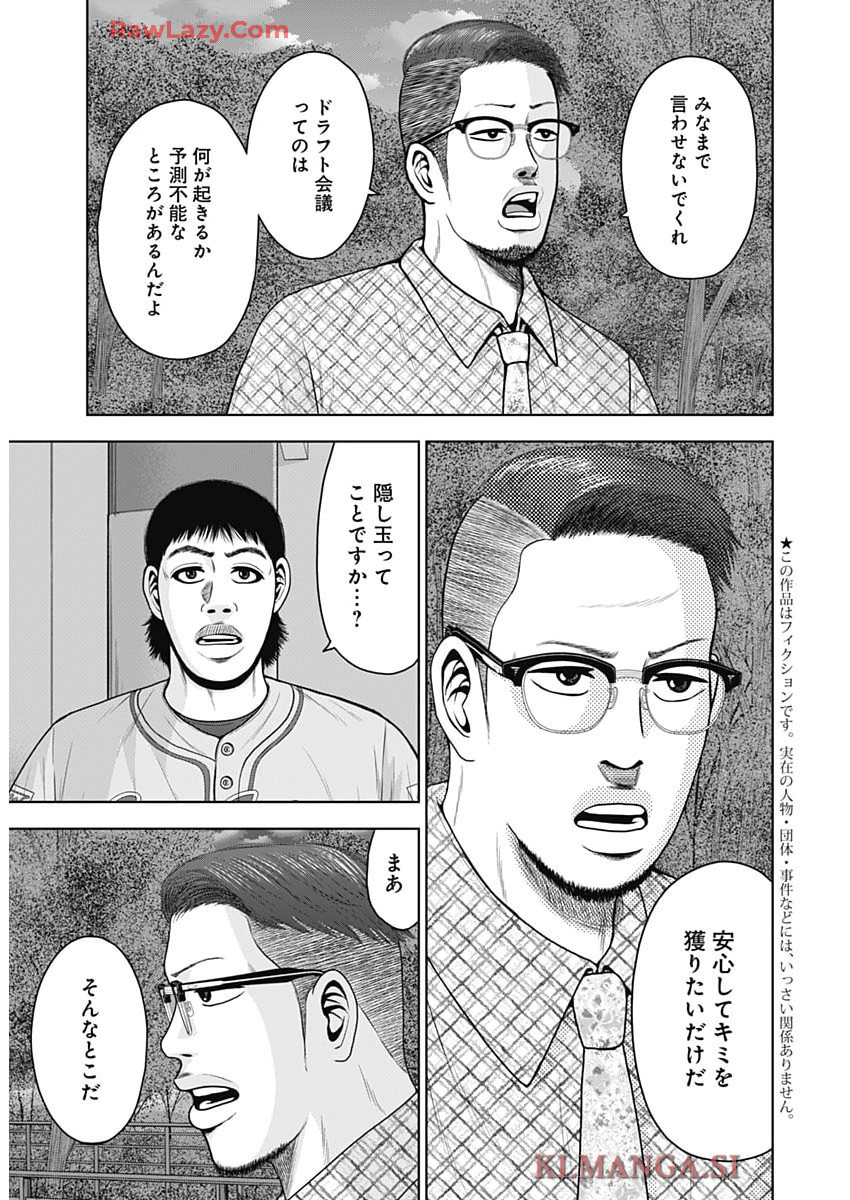 RawLazy.Com
みなまで
言わせないでくれ
ドラフト会議
ってのは
何が起きるか
予測不能な
ところがあるんだよ
安心してキミを
獲りたいだけだ
隠し玉って
ことですか…?
まあ
そんなとこだ
★この作品はフィクションです。実在の人物・団体・事件などには、いっさい関係ありません。
KLMANGA.SI